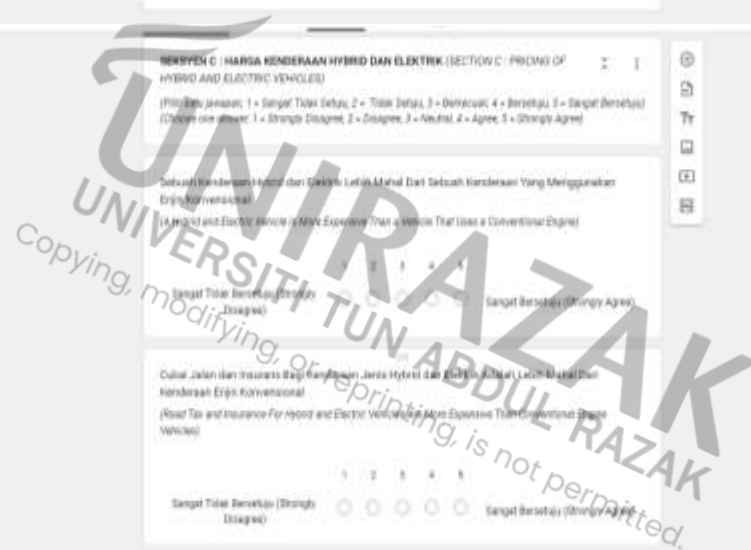 SEKSYEN C : HARGA KENDERAAN HYBRID DAN ELEKTRIK (SECTION C : PRICING OF
HYBRID AND ELECTRIC VEHICLES)
(Pilih Satu jawapan; 1 = Sangat Tidak Setuju, 2 = Tidak Setuju, 3 = Bersetuju, 4 = Bersetuju, 5 = Sangat Bersetuju)
(Choose one answer; 1 = Strongly Disagree, 2 = Disagree, 3 = Neutral, 4 = Agree, 5 = Strongly Agree)
Sebuah Kenderaan Hybrid dan Elektrik Lebih Mahal Dari Sebuah Kenderaan Yang Menggunakan
Enjin Konvensional
(A Hybrid and Electric Vehicle is More Expensive Than a Vehicle That Uses a Conventional Engine)
1 2 3 4 5
Sangat Tidak Bersetuju (Strongly
Disagree)
Sangat Bersetuju (Strongly Agree)
Cukai Jalan dan Insurans Bagi Kenderaan Jenis Hybrid dan Elektrik Adalah Lebih Mahal Dari
Kenderaan Enjin Konvensional
(Road Tax and Insurance For Hybrid and Electric Vehicles are More Expensive Than Conventional Engine
Vehicles)
1 2 3 4 5
Sangat Tidak Bersetuju (Strongly
Disagree)
Sangat Bersetuju (Strongly Agree)
UNIRAZAK
UNIVERSITI TUN ABDUL RAZAK
Copying, modifying, or reprinting, is not permitted.